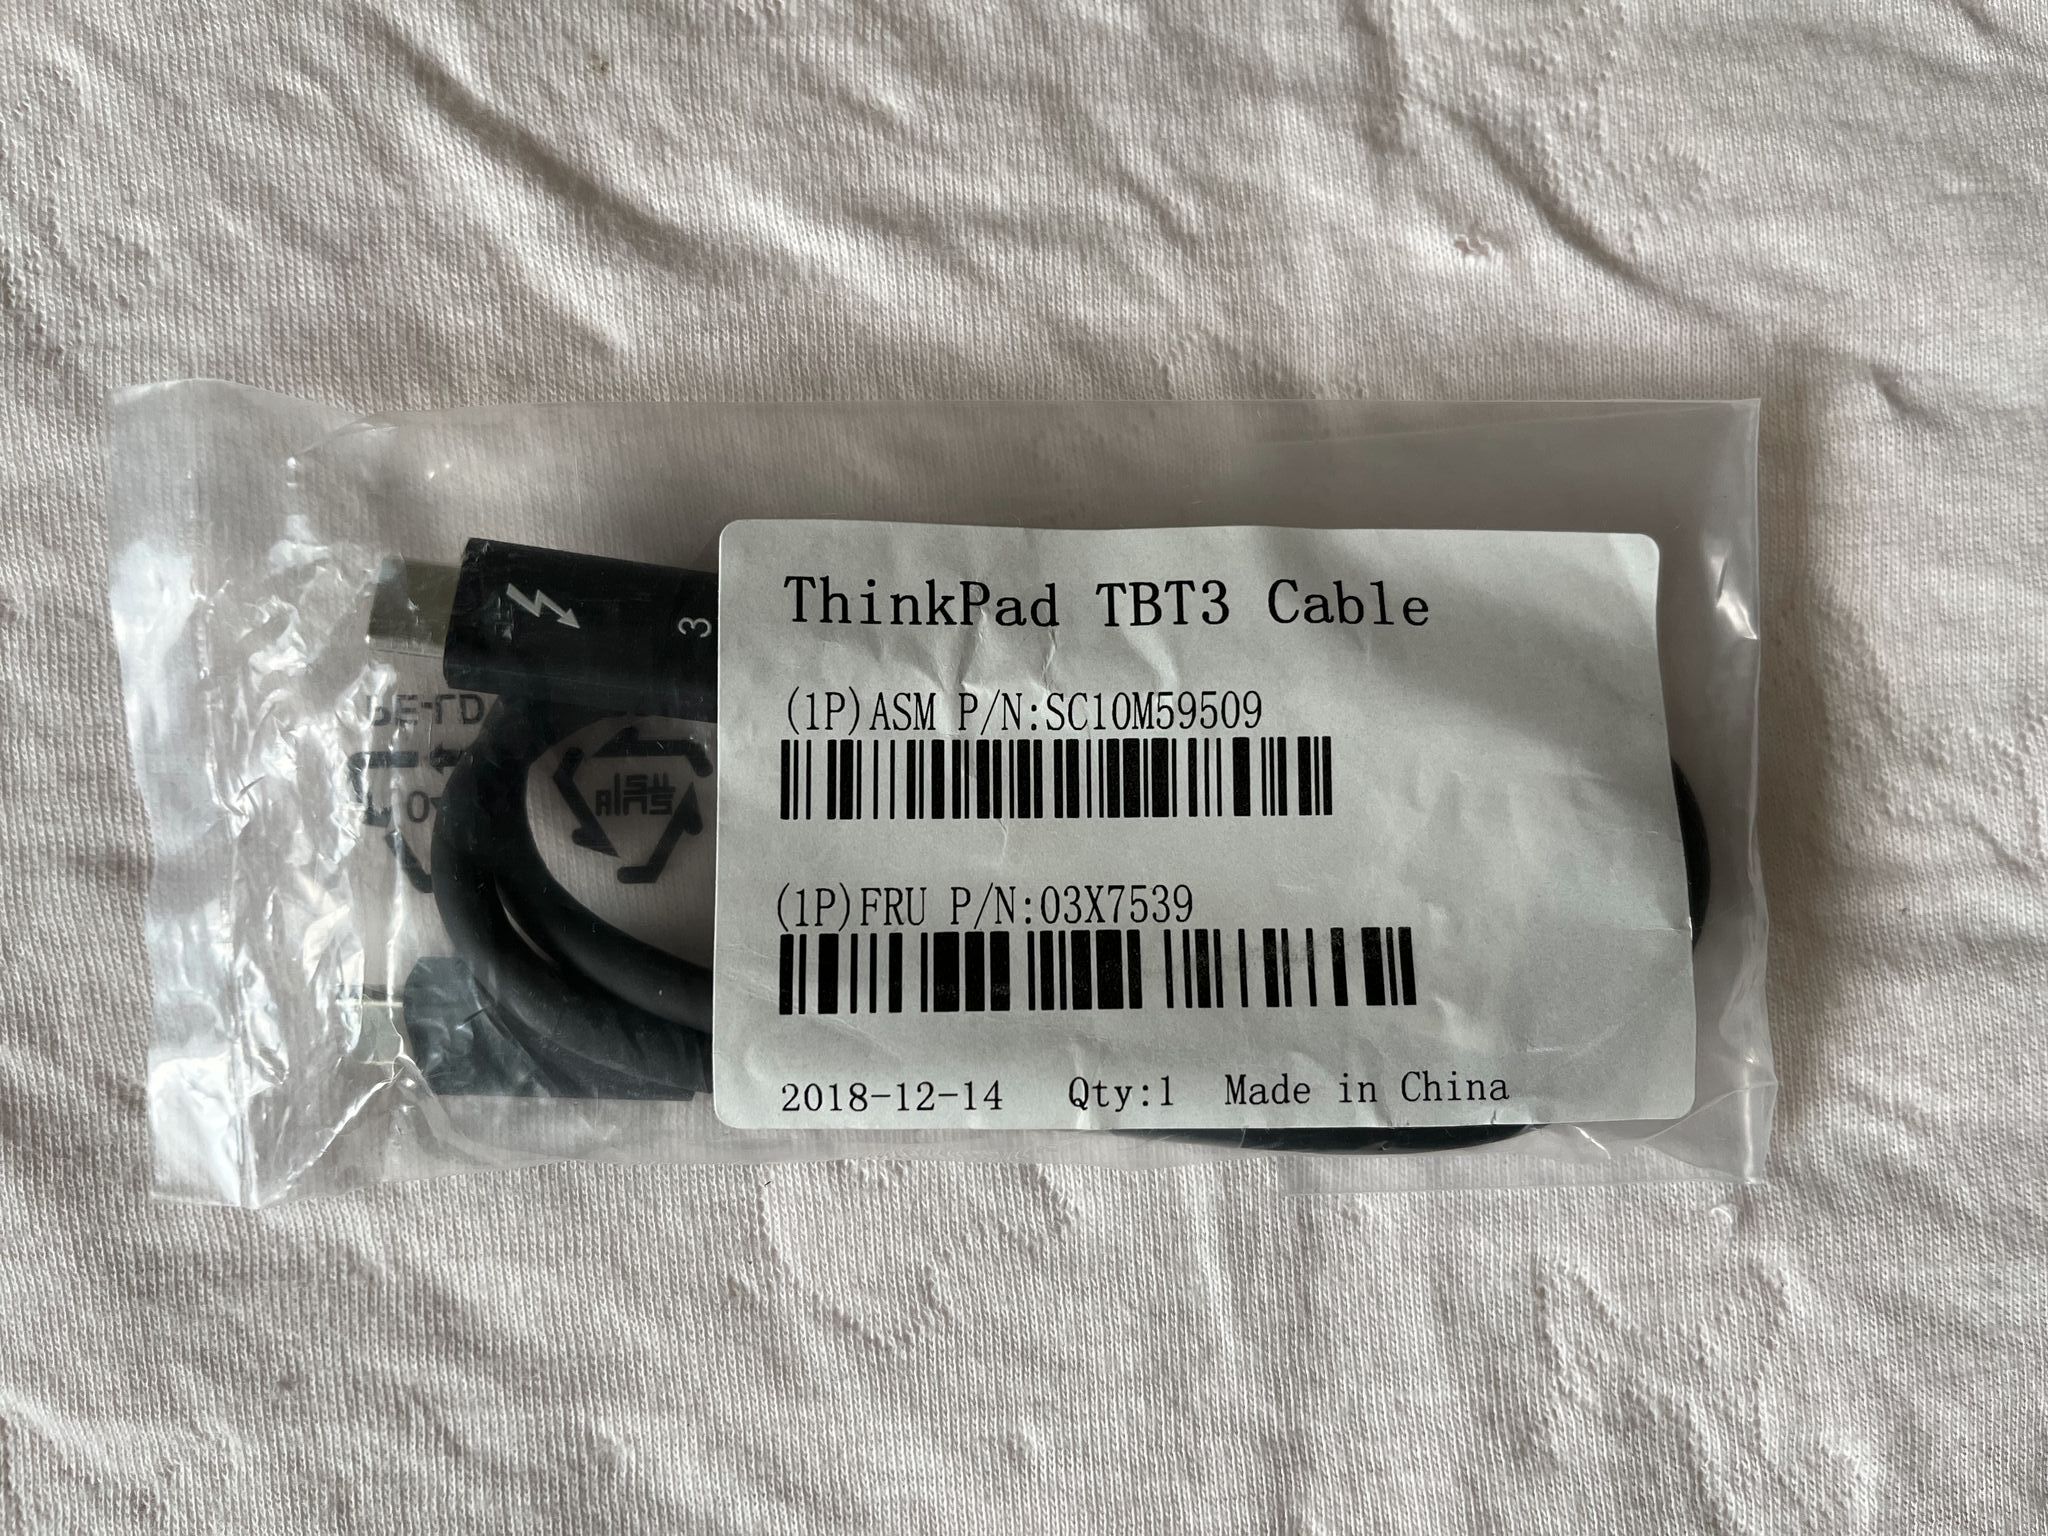 ThinkPad TBT3 Cable
3
(1P)ASM P/N:SC10M59509
(1P)FRU P/N:03X7539
2018-12-14 Qty:1 Made in China